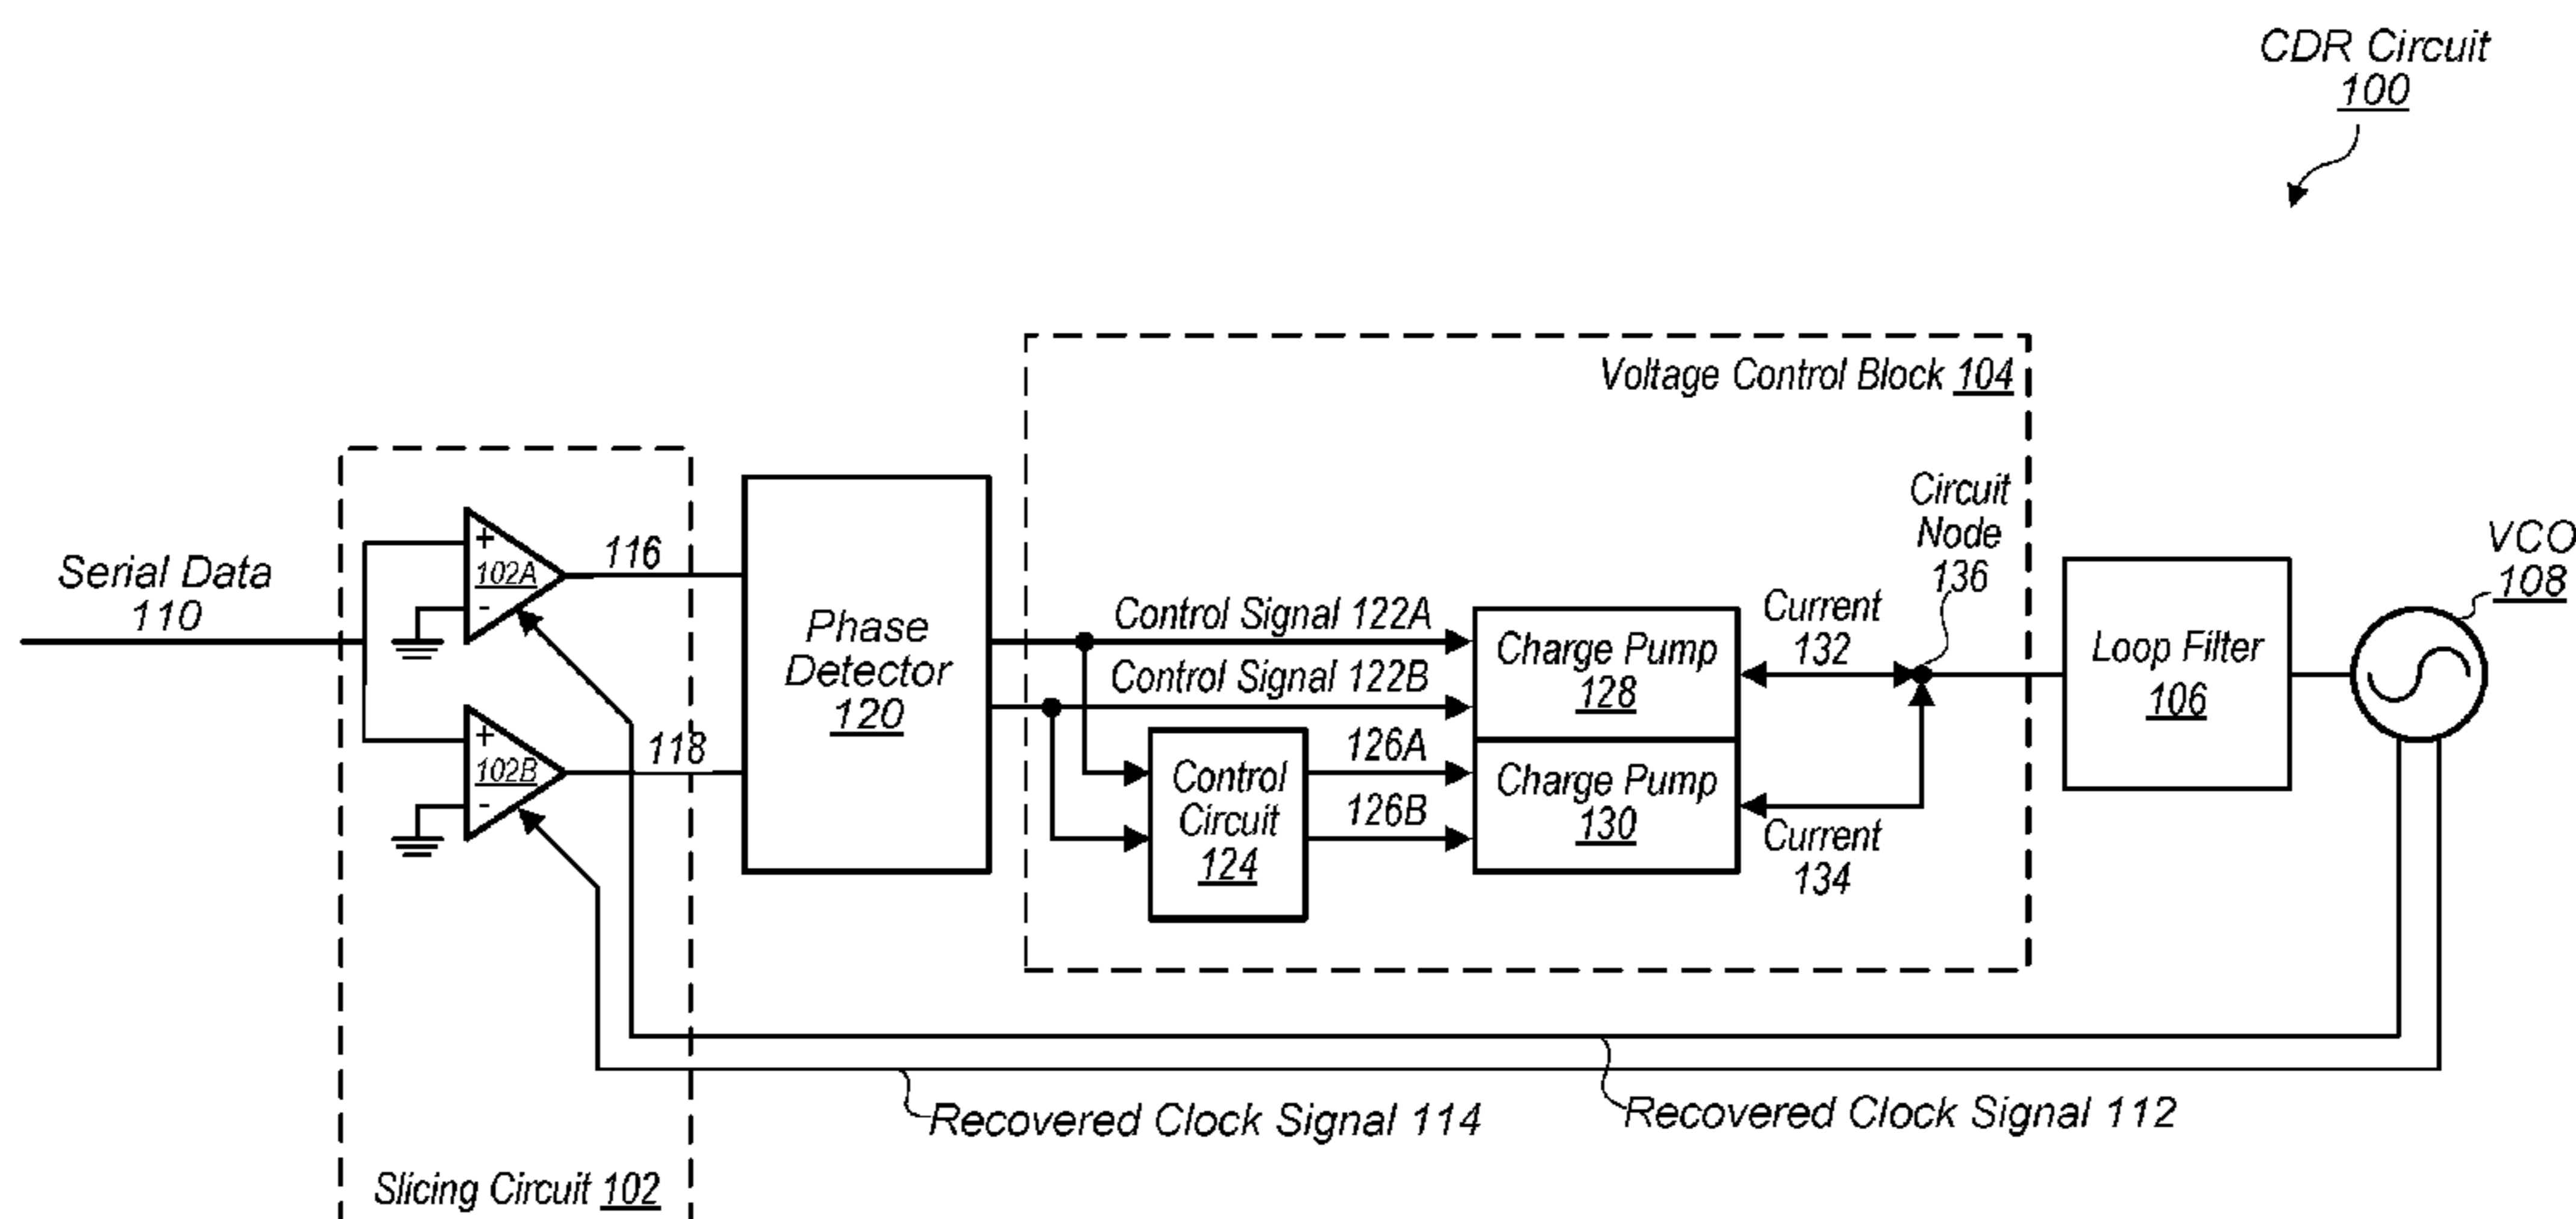 CDR Circuit
100
Voltage Control Block 104
Circuit
Node
136
VCO
108
Serial Data
110
+
102A
-
116
+
102B
-
118
Phase
Detector
120
Control Signal 122A
Control Signal 122B
Control
Circuit
124
126A
126B
Charge Pump
128
Charge Pump
130
Current
132
Current
134
Loop Filter
106
Recovered Clock Signal 114
Recovered Clock Signal 112
Slicing Circuit 102